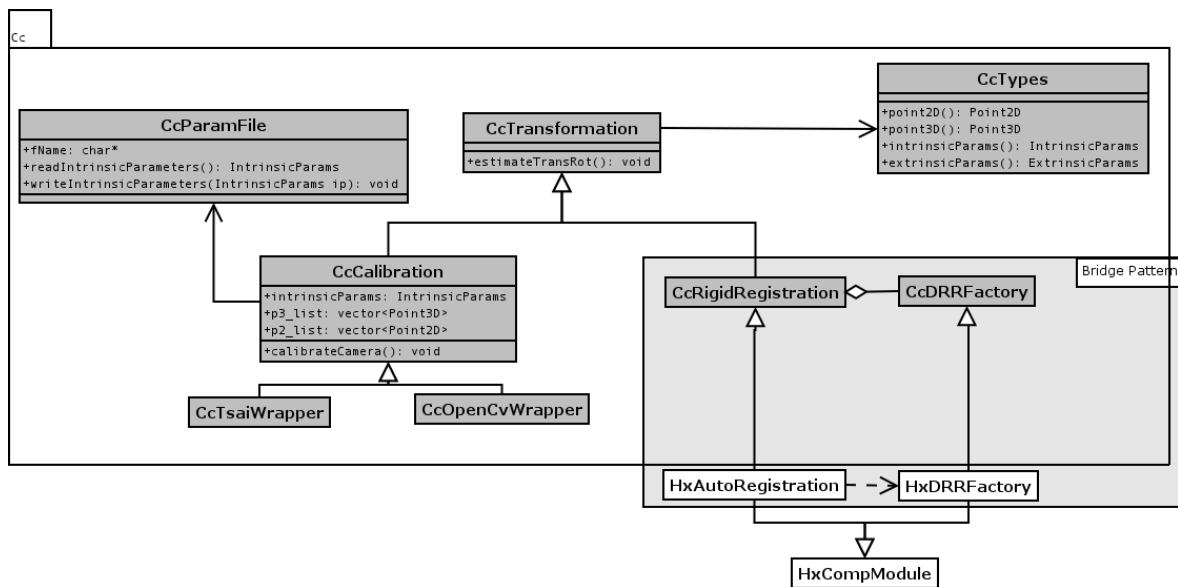 Cc
CcTypes
+point2D(): Point2D
+point3D(): Point3D
+intrinsicParams(): IntrinsicParams
+extrinsicParams(): ExtrinsicParams
CcParamFile
+fName: char*
+readIntrinsicParameters(): IntrinsicParams
+writeIntrinsicParameters(IntrinsicParams ip): void
CcTransformation
+estimateTransRot(): void
CcCalibration
+intrinsicParams: IntrinsicParams
+p3_list: vector<Point3D>
+p2_list: vector<Point2D>
+calibrateCamera(): void
Bridge Pattern
CcRigidRegistration
CcDRRFactory
CcTsaiWrapper
CcOpenCvWrapper
HxAutoRegistration
HxDRRFactory
HxCompModule